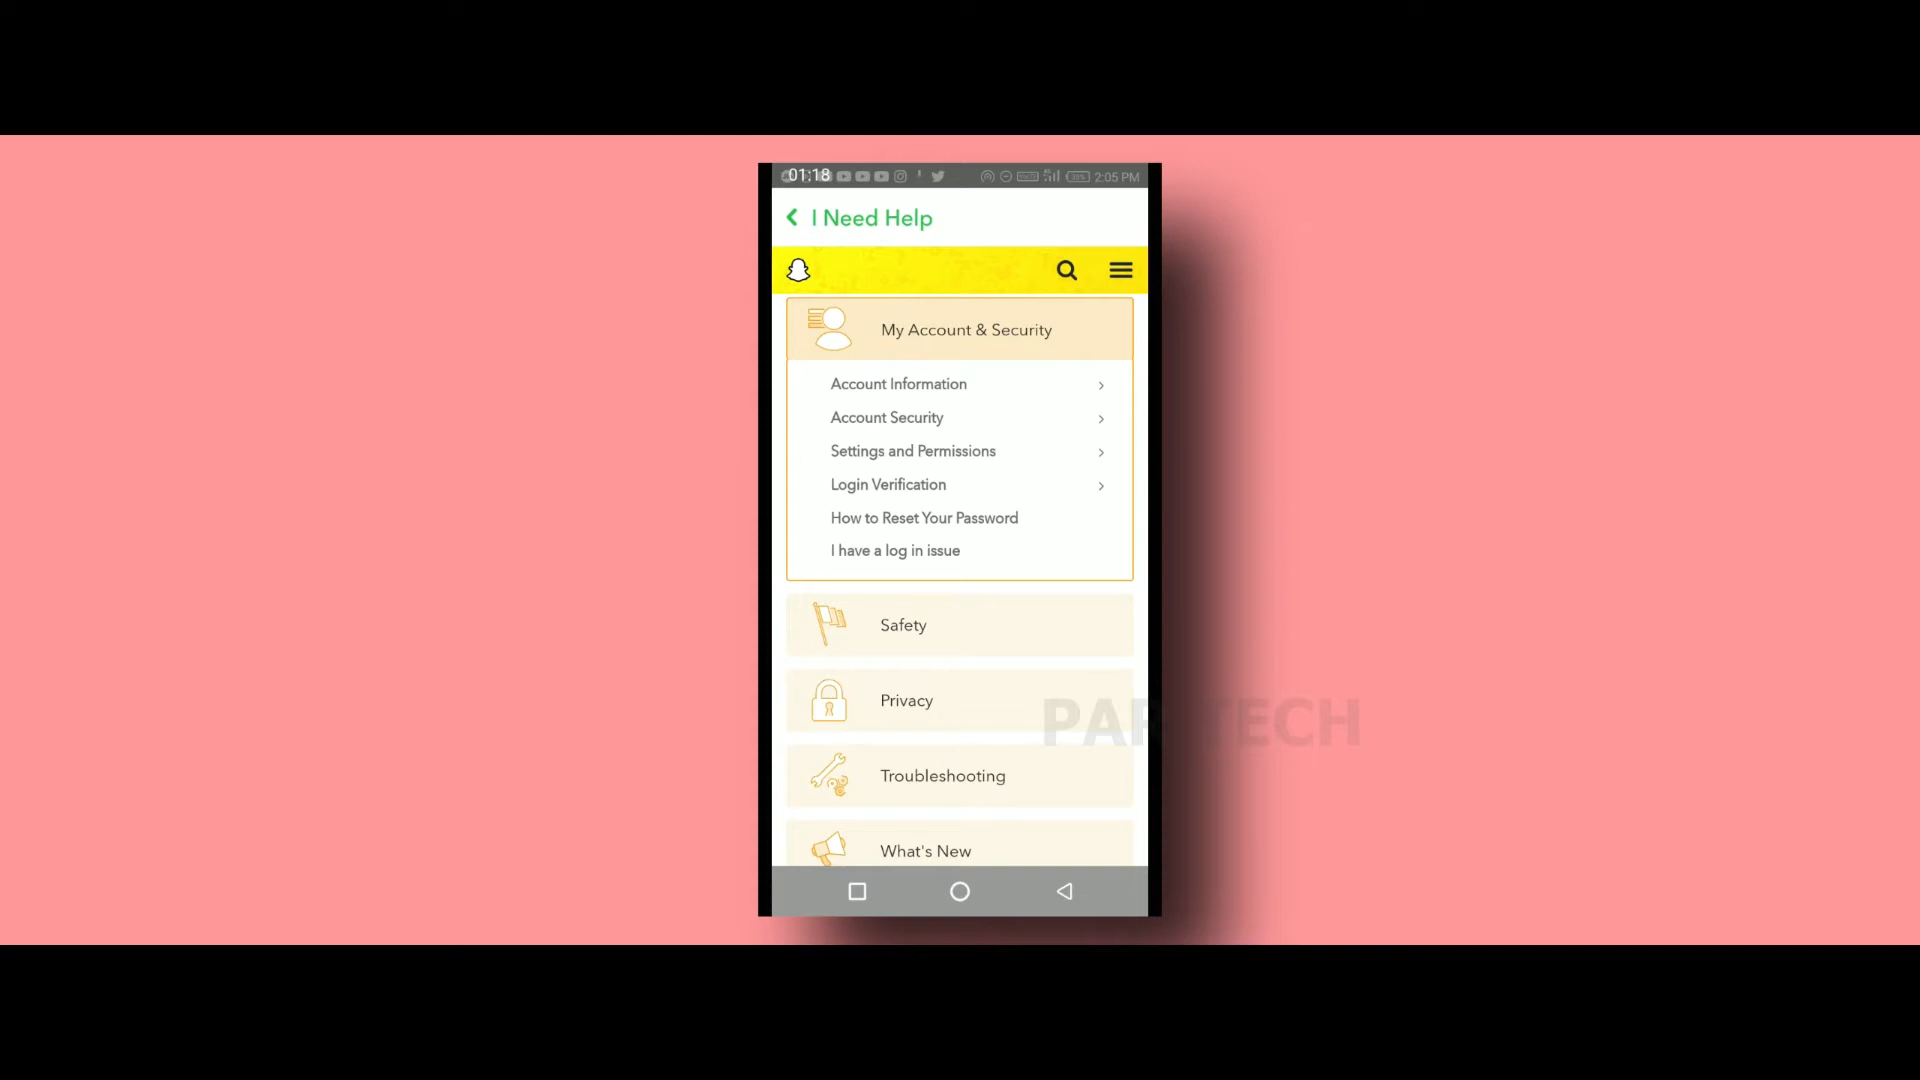 01:18
2:05 PM
I Need Help
My Account & Security
Account Information
Account Security
Settings and Permissions
Login Verification
How to Reset Your Password
I have a log in issue
Safety
Privacy
Troubleshooting
What's New
TECH